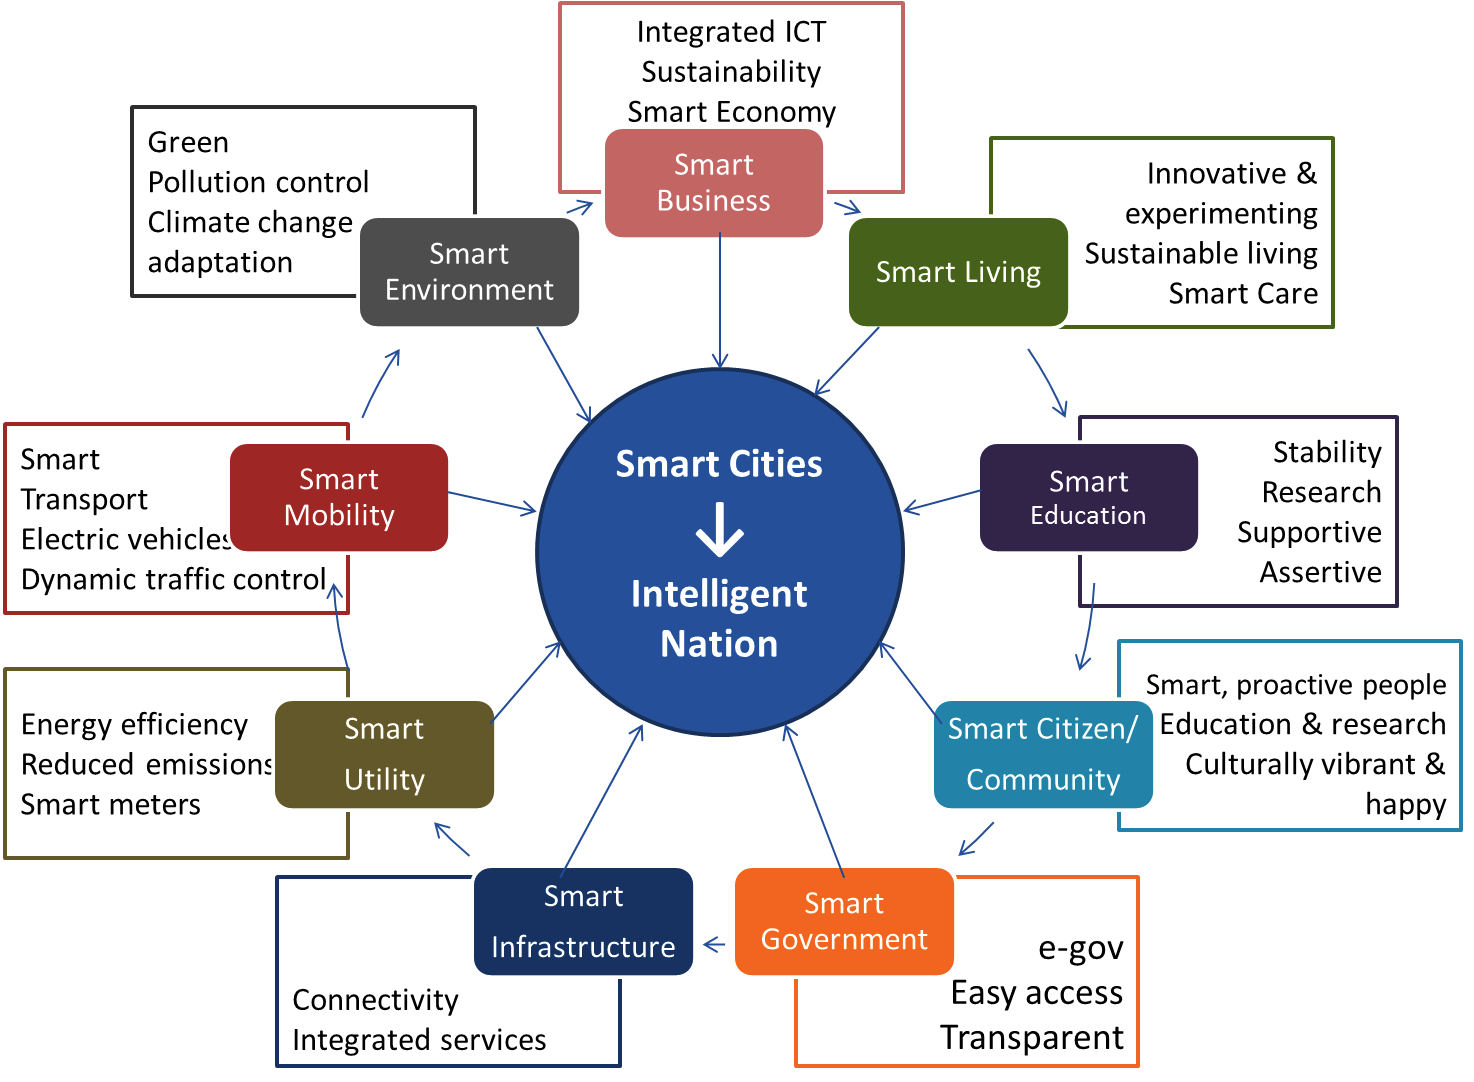 Integrated ICT
Sustainability
Smart Economy
Smart
Business
Green
Pollution control
Climate change
adaptation
Smart
Environment
Innovative &
experimenting
Sustainable living
Smart Care
Smart Living
Smart
Transport
Electric vehicles
Dynamic traffic control
Smart
Mobility
Smart Cities
Intelligent
Nation
Smart
Education
Stability
Research
Supportive
Assertive
Energy efficiency
Reduced emissions
Smart meters
Smart
Utility
Smart Citizen/
Community
Smart, proactive people
Education & research
Culturally vibrant &
happy
Smart
Infrastructure
Connectivity
Integrated services
Smart
Government
e-gov
Easy access
Transparent